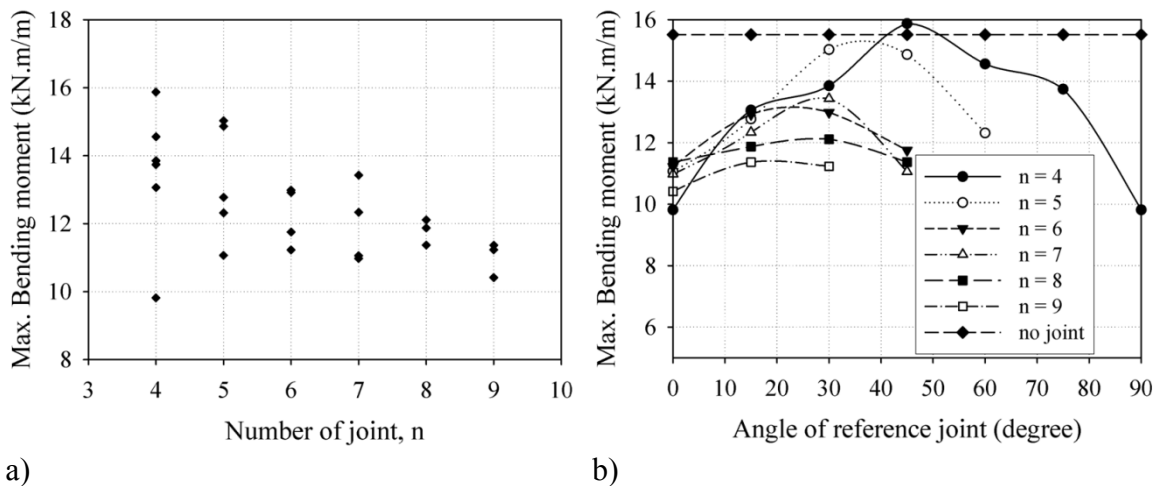 Max. Bending moment (kN.m/m)
18
16
14
12
10
8
3 4 5 6 7 8 9 10
Number of joint, n
a)
Max. Bending moment (kN.m/m)
16
14
12
10
8
6
0 10 20 30 40 50 60 70 80 90
Angle of reference joint (degree)
n = 4
n = 5
n = 6
n = 7
n = 8
n = 9
no joint
b)